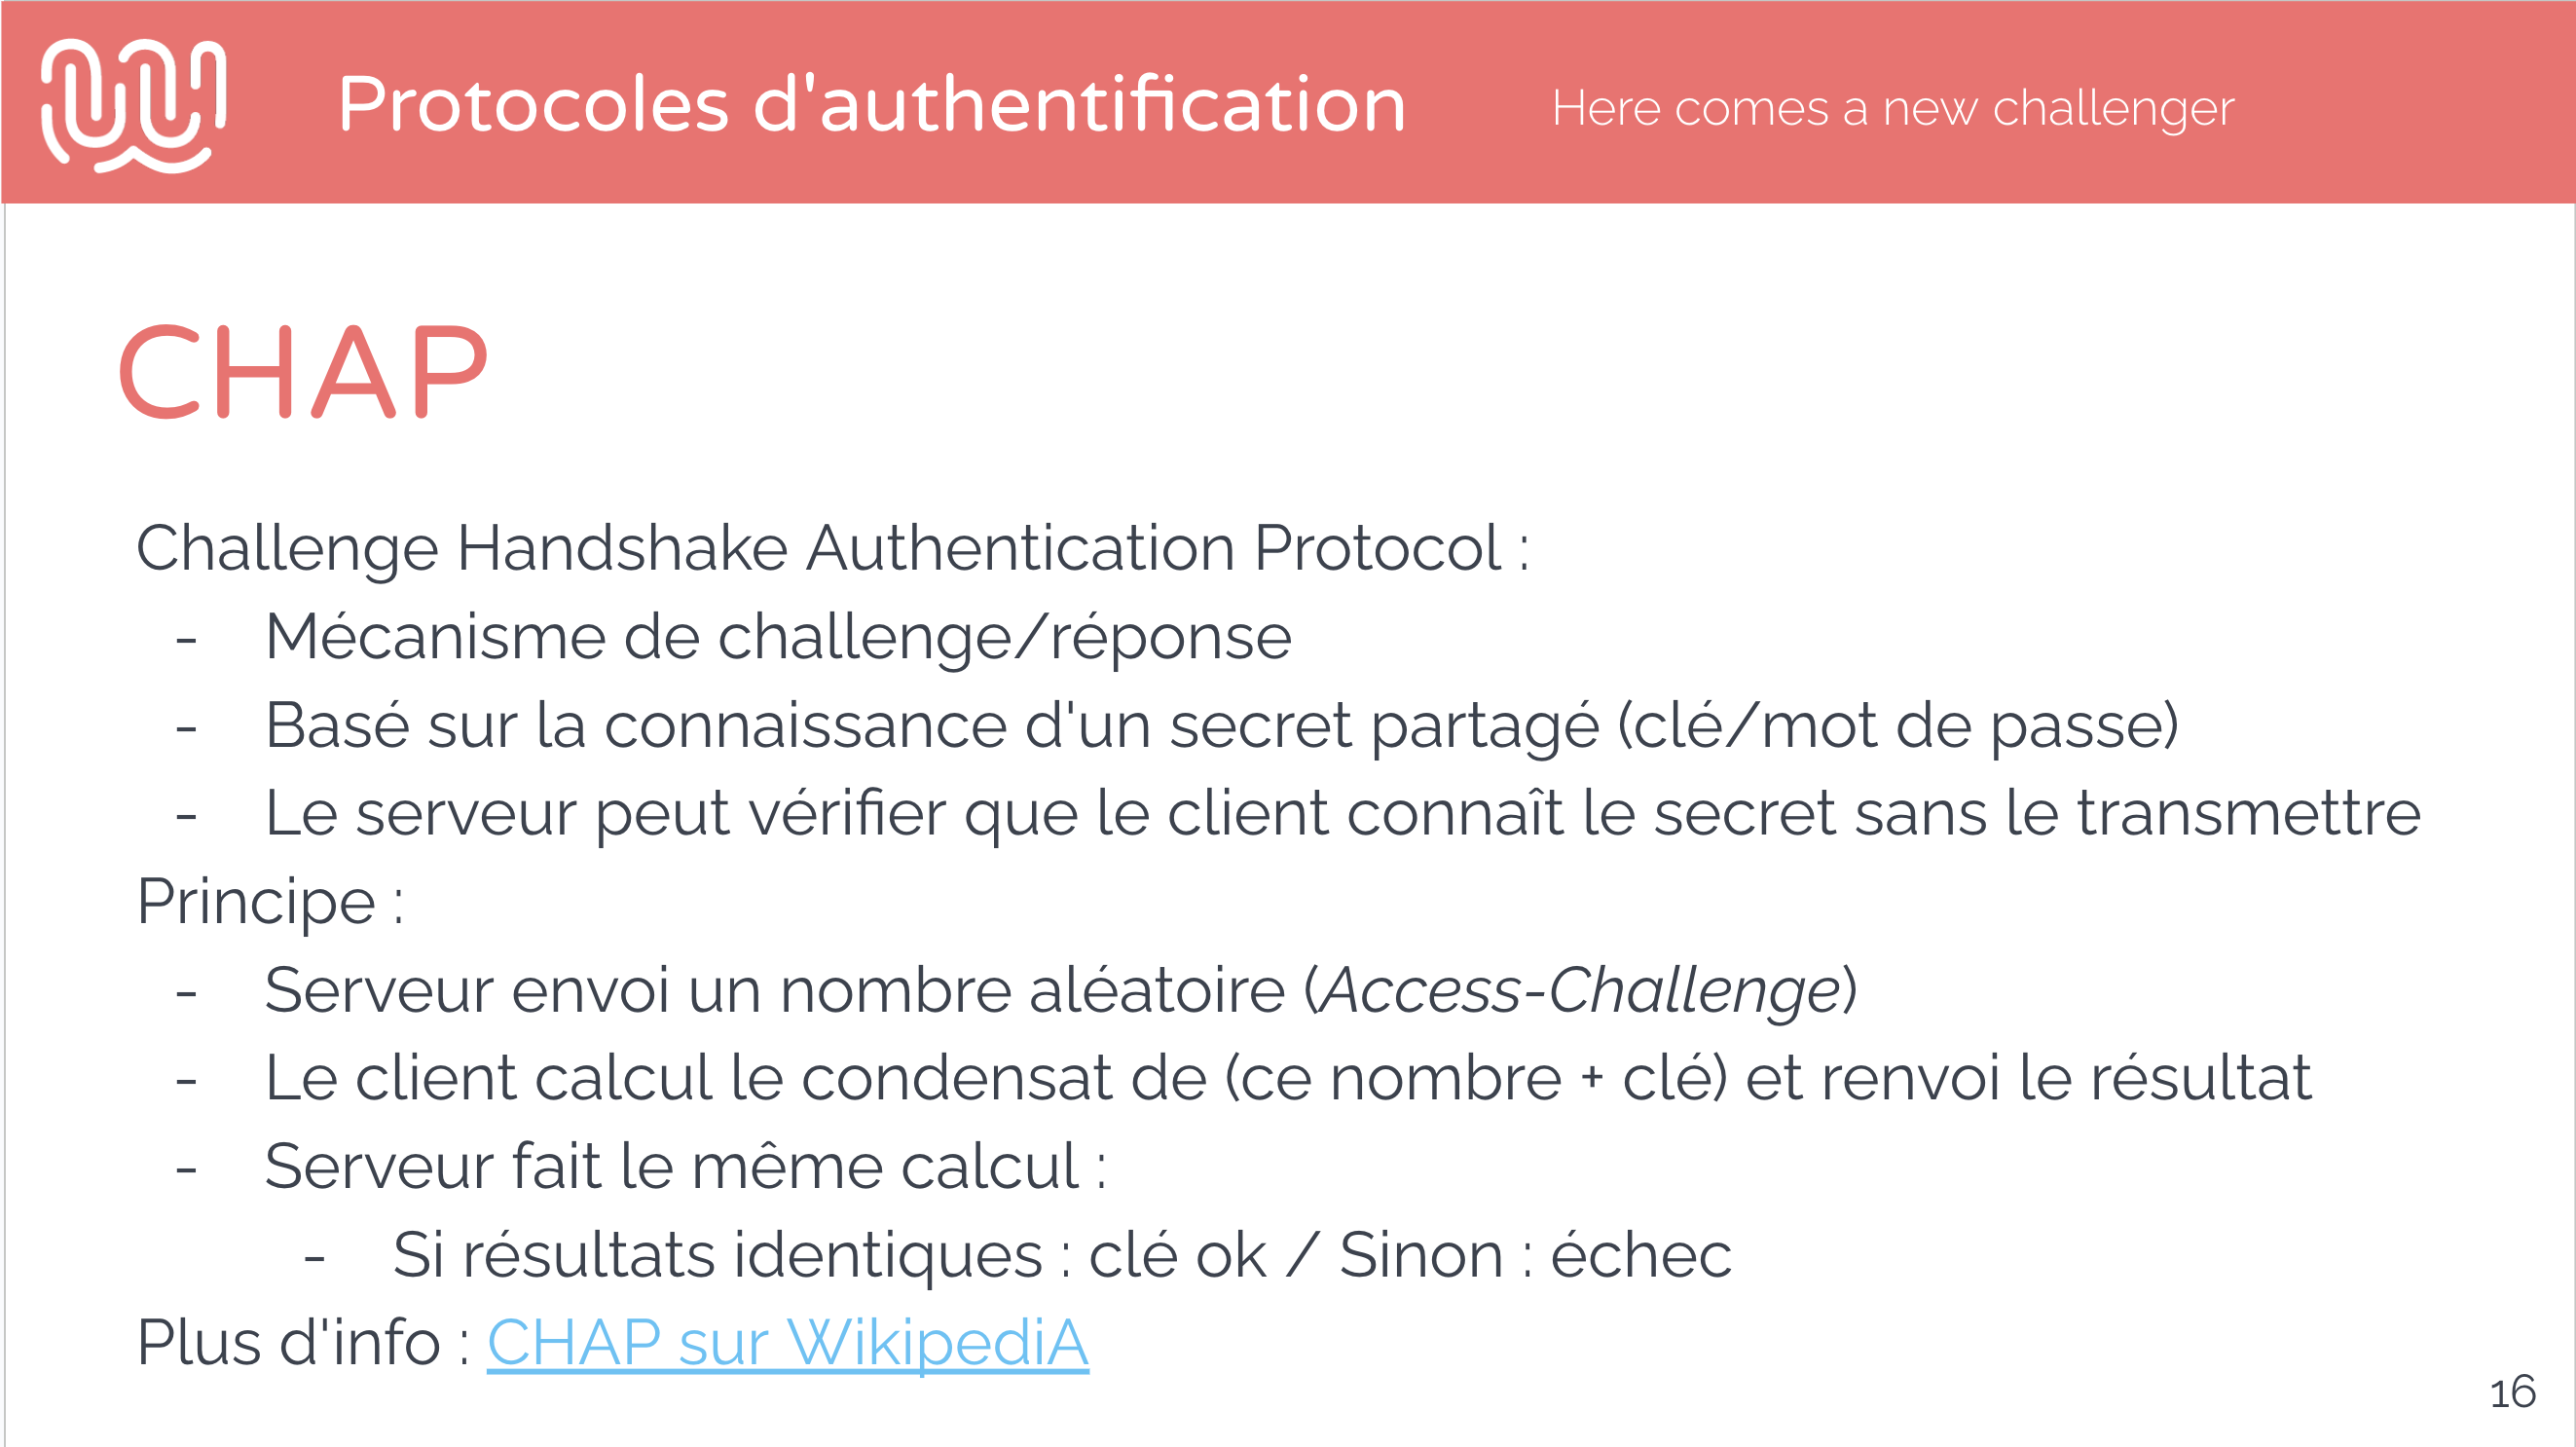 Protocoles d'authentification
Here comes a new challenger
CHAP
Challenge Handshake Authentication Protocol :
- Mécanisme de challenge/réponse
- Basé sur la connaissance d'un secret partagé (clé/mot de passe)
- Le serveur peut vérifier que le client connaît le secret sans le transmettre
Principe :
- Serveur envoi un nombre aléatoire (Access-Challenge)
- Le client calcul le condensat de (ce nombre + clé) et renvoi le résultat
- Serveur fait le même calcul :
- Si résultats identiques : clé ok / Sinon : échec
Plus d'info : CHAP sur WikipediA
16